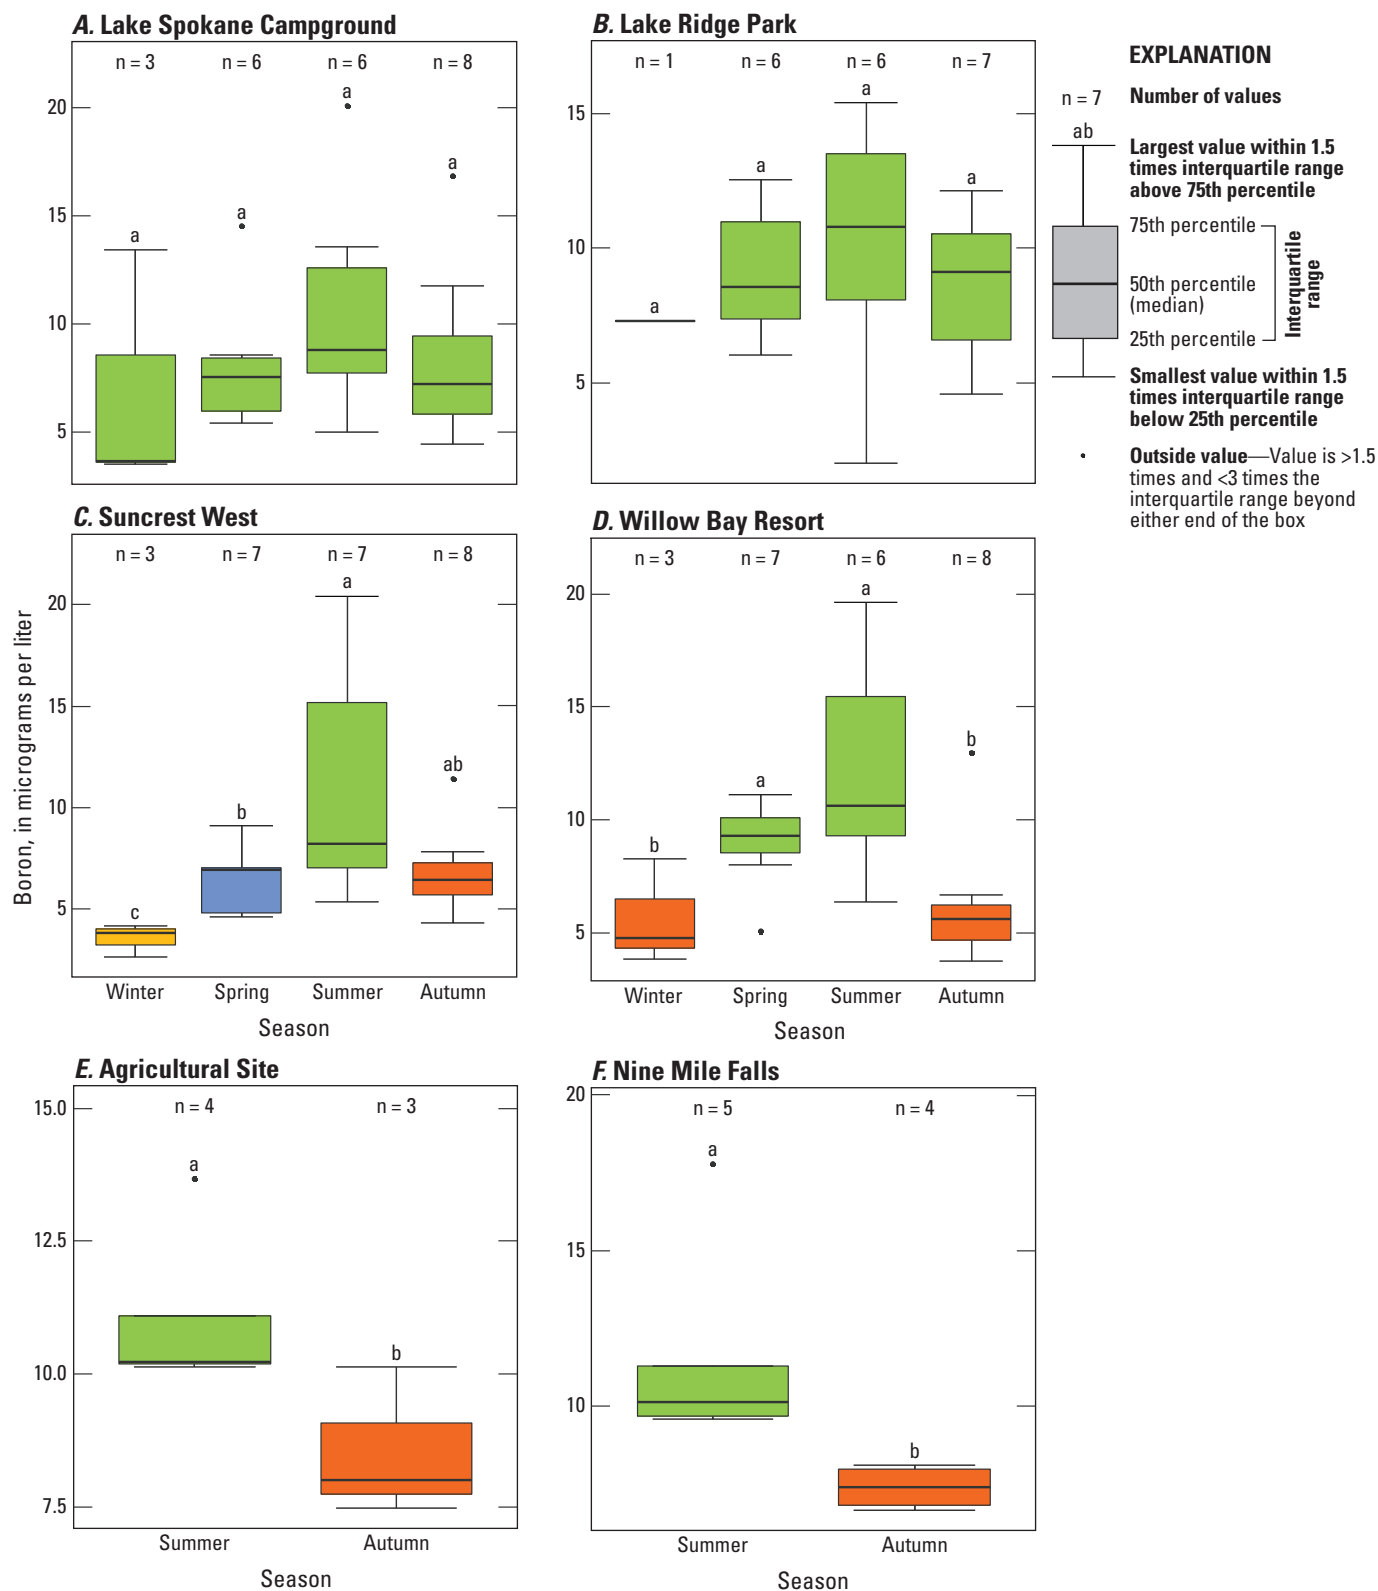 A. Lake Spokane Campground
n = 3
n = 6
n = 6
n = 8
20
15
10
5
a
a
a
a
B. Lake Ridge Park
n = 1
n = 6
n = 6
n = 7
15
10
5
a
a
a
a
EXPLANATION
n = 7 Number of values
ab
Largest value within 1.5
times interquartile range
above 75th percentile
75th percentile
50th percentile
(median)
25th percentile
Interquartile
range
Smallest value within 1.5
times interquartile range
below 25th percentile
Outside value—Value is >1.5
times and <3 times the
interquartile range beyond
either end of the box
Boron, in micrograms per liter
C. Suncrest West
n = 3
n = 7
n = 7
n = 8
20
15
10
5
c
b
a
ab
Winter
Spring
Summer
Autumn
Season
D. Willow Bay Resort
n = 3
n = 7
n = 6
n = 8
20
15
10
5
b
a
a
b
Winter
Spring
Summer
Autumn
Season
E. Agricultural Site
n = 4
n = 3
15.0
12.5
10.0
7.5
a
b
Summer
Autumn
Season
F. Nine Mile Falls
n = 5
n = 4
20
15
10
a
b
Summer
Autumn
Season